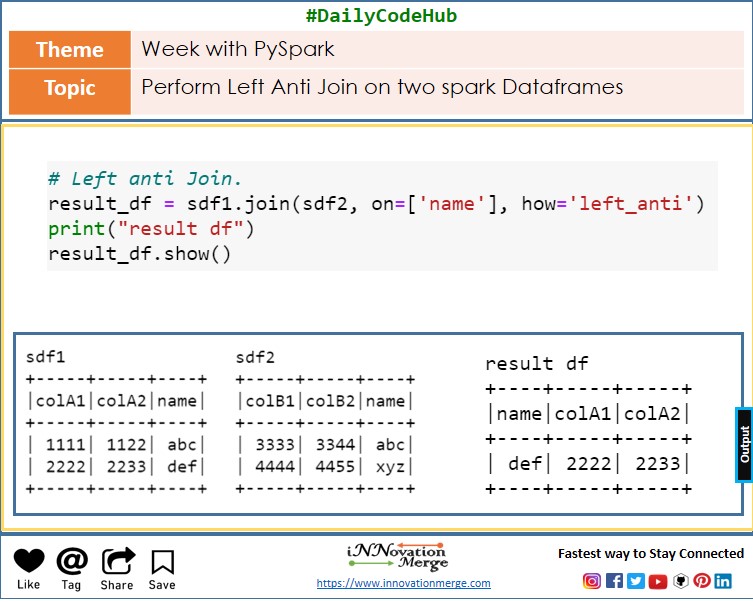 #DailyCodeHub
Theme
Week with PySpark
Topic
Perform Left Anti Join on two spark Dataframes
# Left anti Join.
result_df = sdf1.join(sdf2, on=['name'], how='left_anti')
print("result df")
result_df.show()
sdf1
+-----+-----+----+
|colA1|colA2|name|
+-----+-----+----+
| 1111| 1122| abc|
| 2222| 2233| def|
+-----+-----+----+
sdf2
+-----+-----+----+
|colB1|colB2|name|
+-----+-----+----+
| 3333| 3344| abc|
| 4444| 4455| xyz|
+-----+-----+----+
result df
+----+-----+-----+
|name|colA1|colA2|
+----+-----+-----+
| def| 2222| 2233|
+----+-----+-----+
Output
Like
Tag
Share
Save
iNNovation
Merge
https://www.innovationmerge.com
Fastest way to Stay Connected